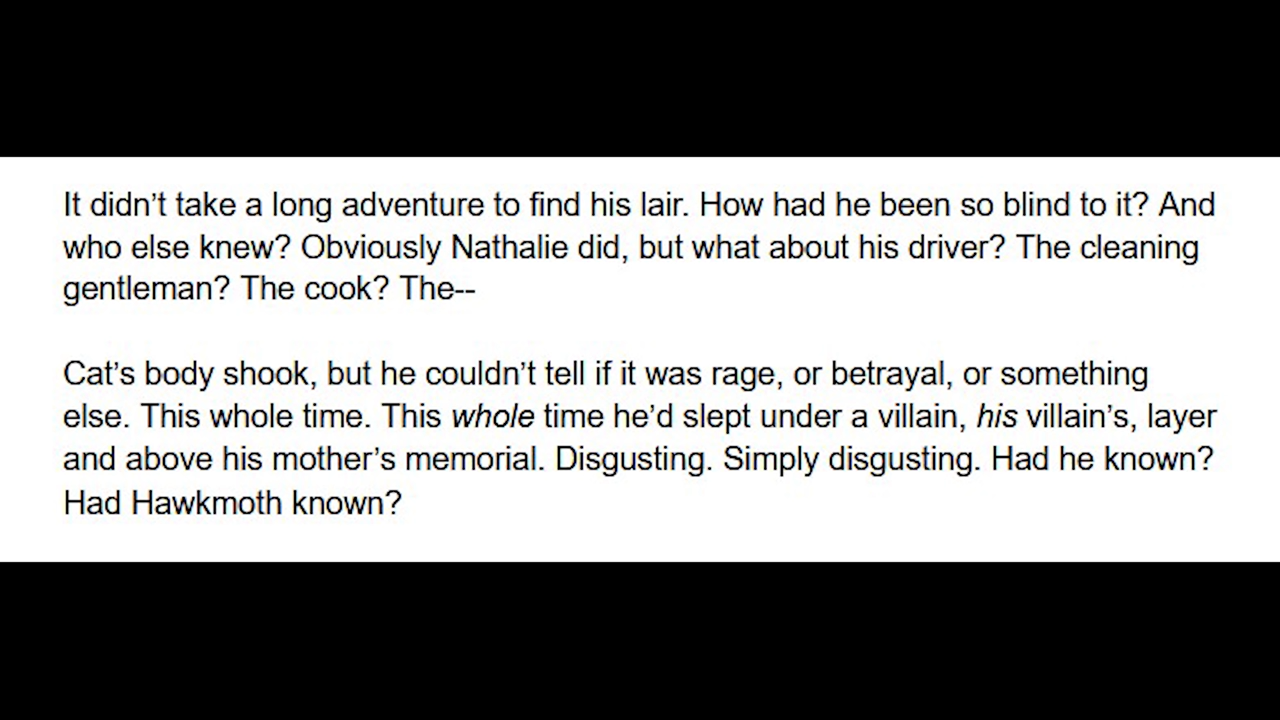 It didn’t take a long adventure to find his lair. How had he been so blind to it? And
who else knew? Obviously Nathalie did, but what about his driver? The cleaning
gentleman? The cook? The--
Cat’s body shook, but he couldn’t tell if it was rage, or betrayal, or something
else. This whole time. This whole time he’d slept under a villain, his villain’s, layer
and above his mother’s memorial. Disgusting. Simply disgusting. Had he known?
Had Hawkmoth known?